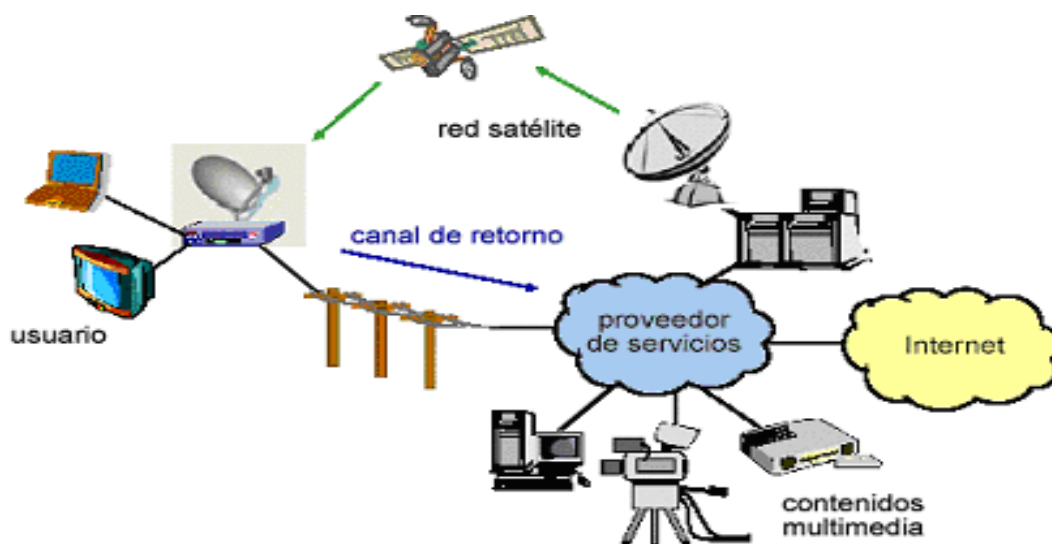 red satélite
canal de retorno
usuario
proveedor
de servicios
Internet
contenidos
multimedia